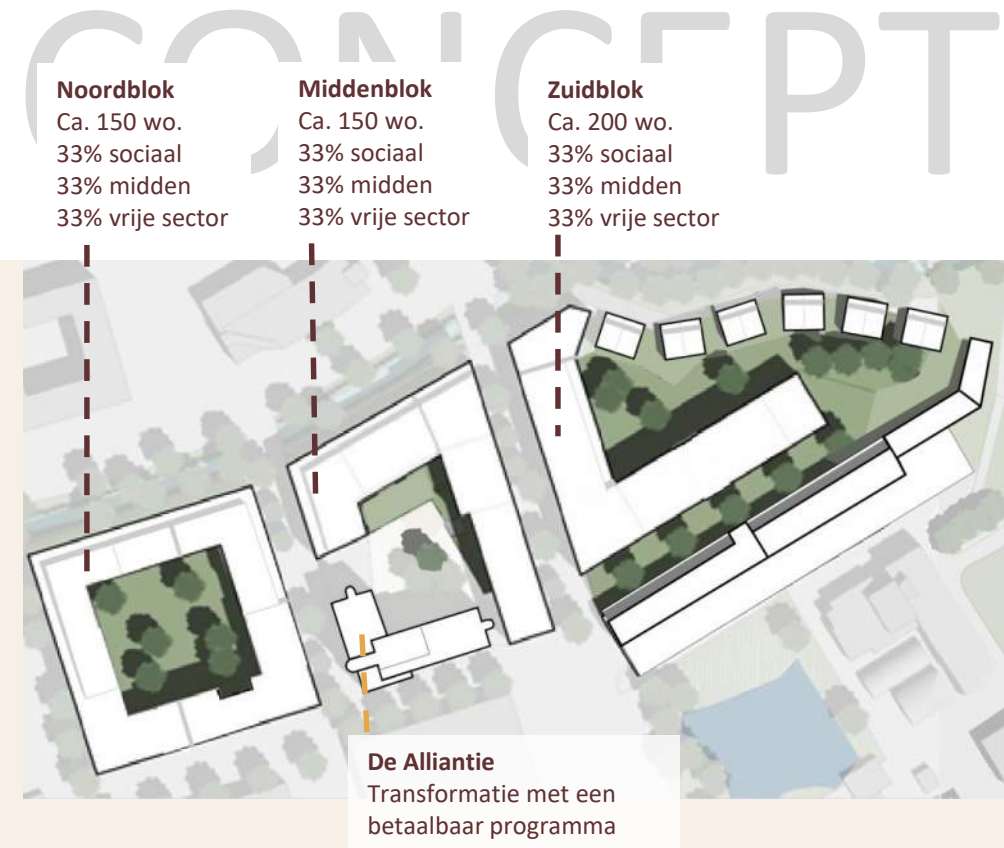 CONCEPT
Noordblok
Ca. 150 wo.
33% sociaal
33% midden
33% vrije sector
Middenblok
Ca. 150 wo.
33% sociaal
33% midden
33% vrije sector
Zuidblok
Ca. 200 wo.
33% sociaal
33% midden
33% vrije sector
De Alliantie
Transformatie met een
betaalbaar programma